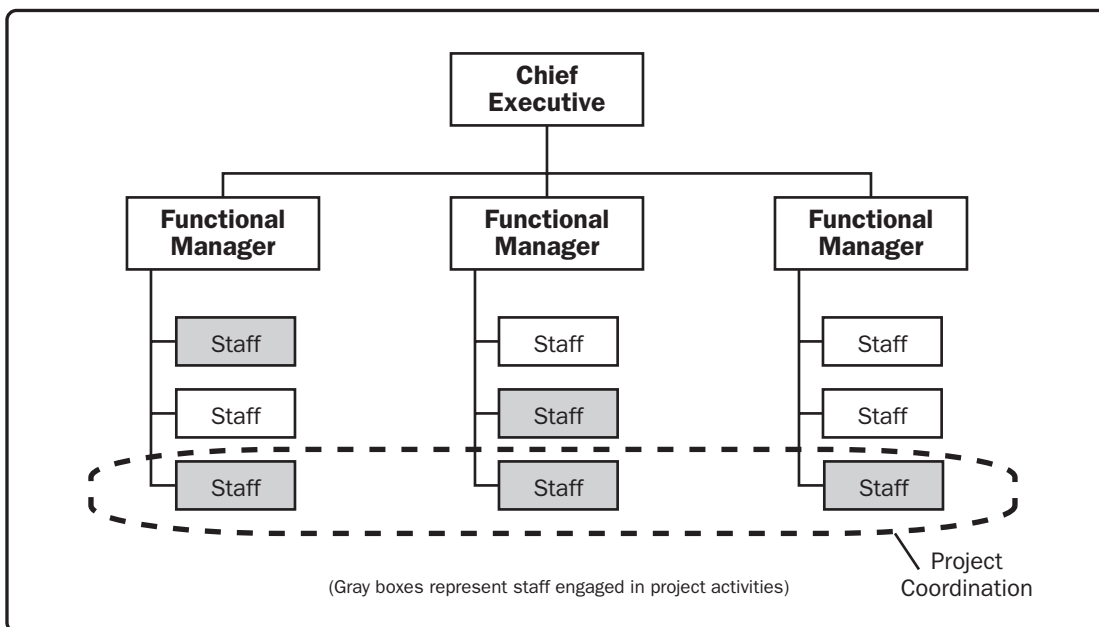 Chief
Executive
Functional
Manager
Functional
Manager
Functional
Manager
Staff
Staff
Staff
Staff
Staff
Staff
Staff
Staff
Staff
Project
Coordination
(Gray boxes represent staff engaged in project activities)